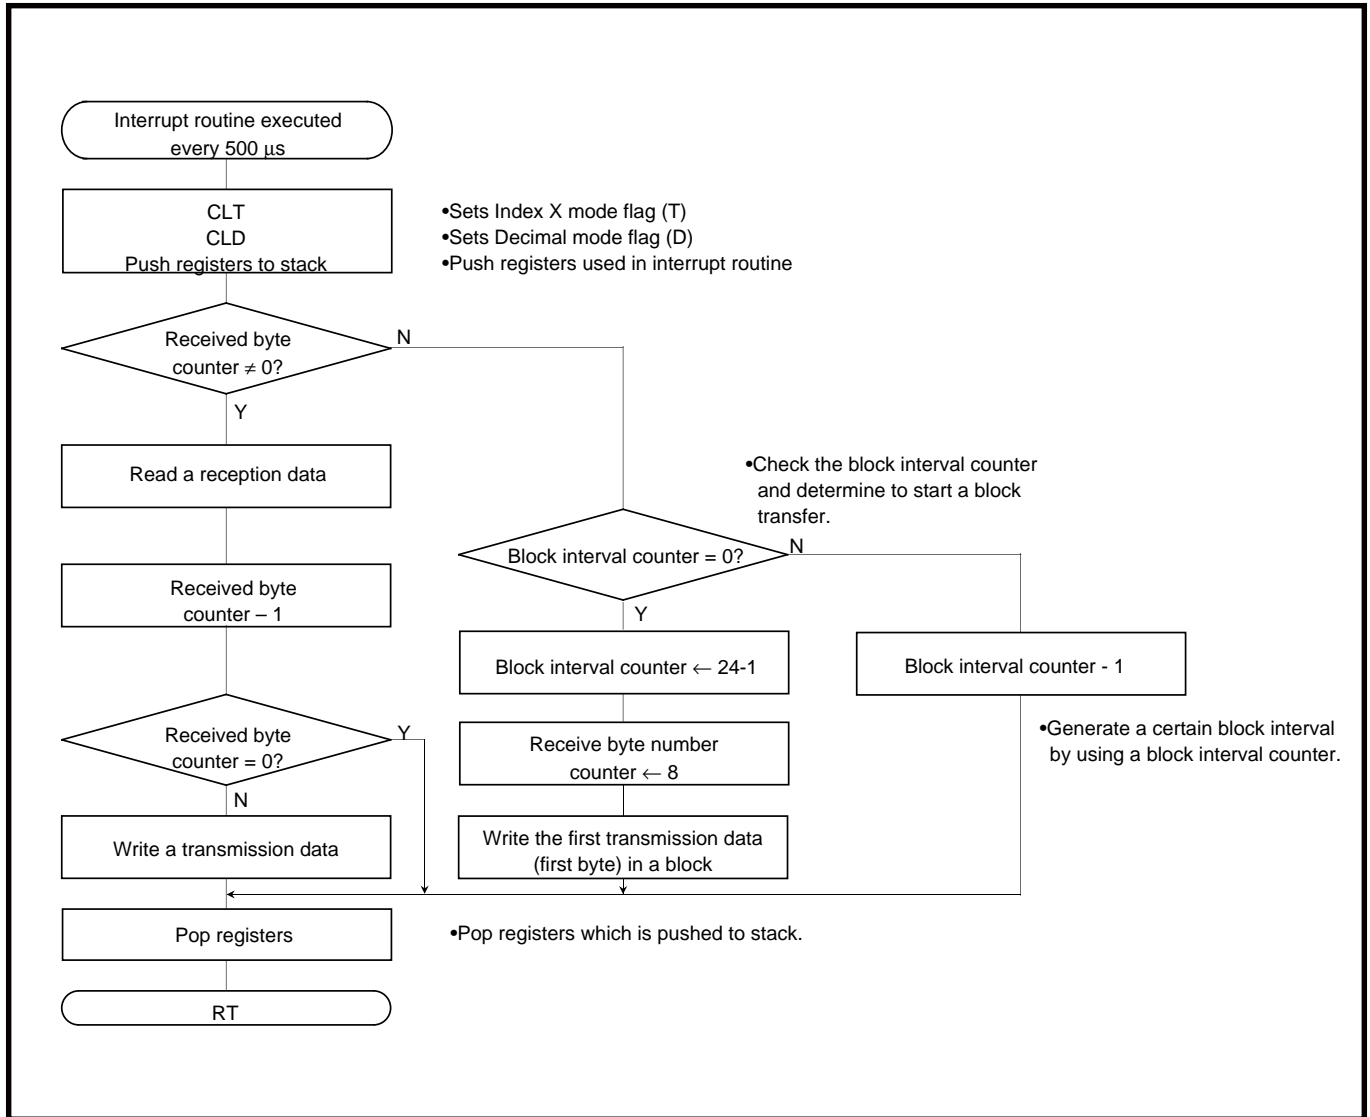 Interrupt routine executed
every 500 μs
CLT
CLD
Push registers to stack
•Sets Index X mode flag (T)
•Sets Decimal mode flag (D)
•Push registers used in interrupt routine
Received byte
counter ≠ 0?
N
Y
Read a reception data
Received byte
counter – 1
Received byte
counter = 0?
Y
N
Write a transmission data
•Check the block interval counter
and determine to start a block
transfer.
Block interval counter = 0?
N
Y
Block interval counter ← 24-1
Receive byte number
counter ← 8
Write the first transmission data
(first byte) in a block
Block interval counter - 1
•Generate a certain block interval
by using a block interval counter.
Pop registers
•Pop registers which is pushed to stack.
RT